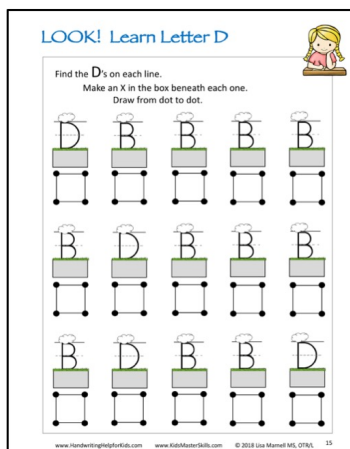 LOOK! Learn Letter D
Find the D's on each line.
Make an X in the box beneath each one.
Draw from dot to dot.
D B B B B
B D B B B
B D B B D
www.HandwritingHelpforKids.com www.KidsMasterSkills.com © 2018 Lisa Marnell MS, OTR/L 15